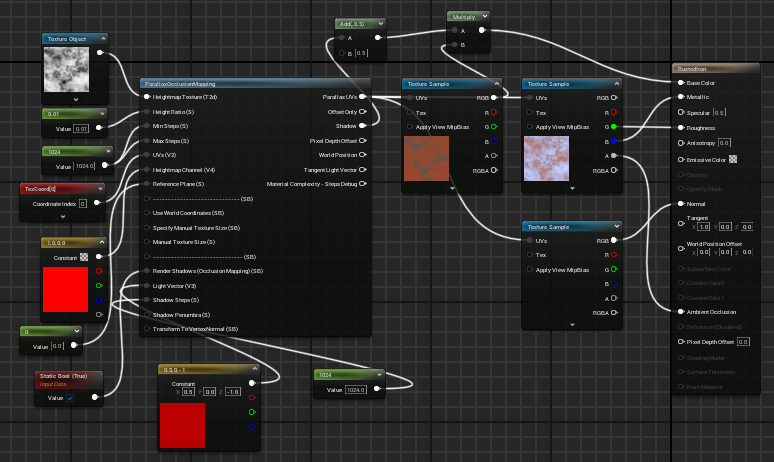 Texture Object
0.01
Value 0.01
1024
Value 1024.0
TexCoord[0]
Coordinate Index 0
1,0,0,0
Constant
0
Value 0.0
Static Bool (True)
Input Data
Value
ParallaxOcclusionMapping
Heightmap Texture (T2d)
Height Ratio (S)
Min Steps (S)
Max Steps (S)
UVs (V2)
Heightmap Channel (V4)
Reference Plane (S)
---------------------------- (SB)
Use World Coordinates (SB)
Specify Manual Texture Size (SB)
Manual Texture Size (S)
---------------------------- (SB)
Render Shadows (Occlusion Mapping) (SB)
Light Vector (V3)
Shadow Steps (S)
Shadow Penumbra (S)
Transform ToVertexNormal (SB)
Parallax UVs
Offset Only
Shadow
Pixel Depth Offset
World Position
Tangent Light Vector
Material Complexity - Steps Debug
0.5,0,-1
Constant
X 0.5 Y 0.0 Z -1.0
1024
Value 1024.0
Add(, 0.5)
A
B 0.5
Multiply
A
B
Texture Sample
UVs RGB
Tex R
Apply View MipBias G
B
A
RGBA
Texture Sample
UVs RGB
Tex R
Apply View MipBias G
B
A
RGBA
Texture Sample
UVs RGB
Tex R
Apply View MipBias G
B
A
RGBA
RustedIron
Base Color
Metallic
Specular 0.5
Roughness
Anisotropy 0.0
Emissive Color
Opacity
Opacity Mask
Normal
Tangent
X 1.0 Y 0.0 Z 0.0
World Position Offset
X 0.0 Y 0.0 Z 0.0
Subsurface Color
Custom Data 0
Custom Data 1
Ambient Occlusion
Refraction (Disabled)
Pixel Depth Offset 0.0
Shading Model
Surface Thickness
Front Material